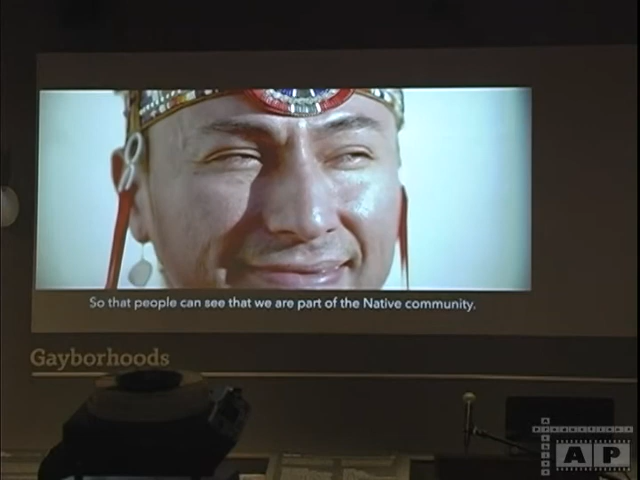 So that people can see that we are part of the Native community.
Gayborhoods
AP